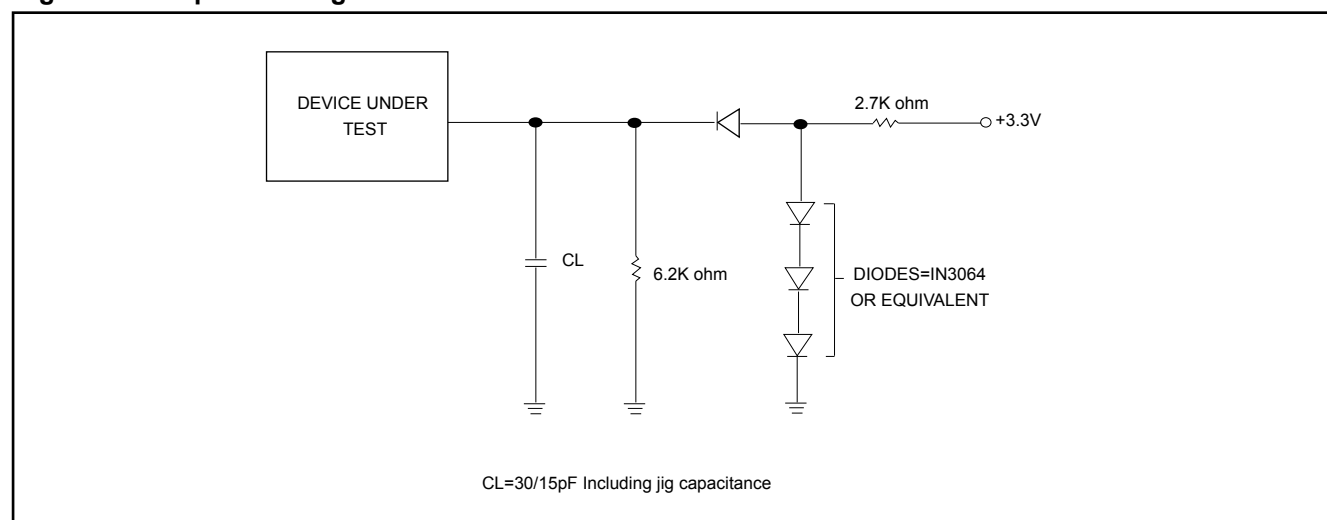 DEVICE UNDER
TEST
2.7K ohm
+3.3V
CL
6.2K ohm
DIODES=IN3064
OR EQUIVALENT
CL=30/15pF Including jig capacitance